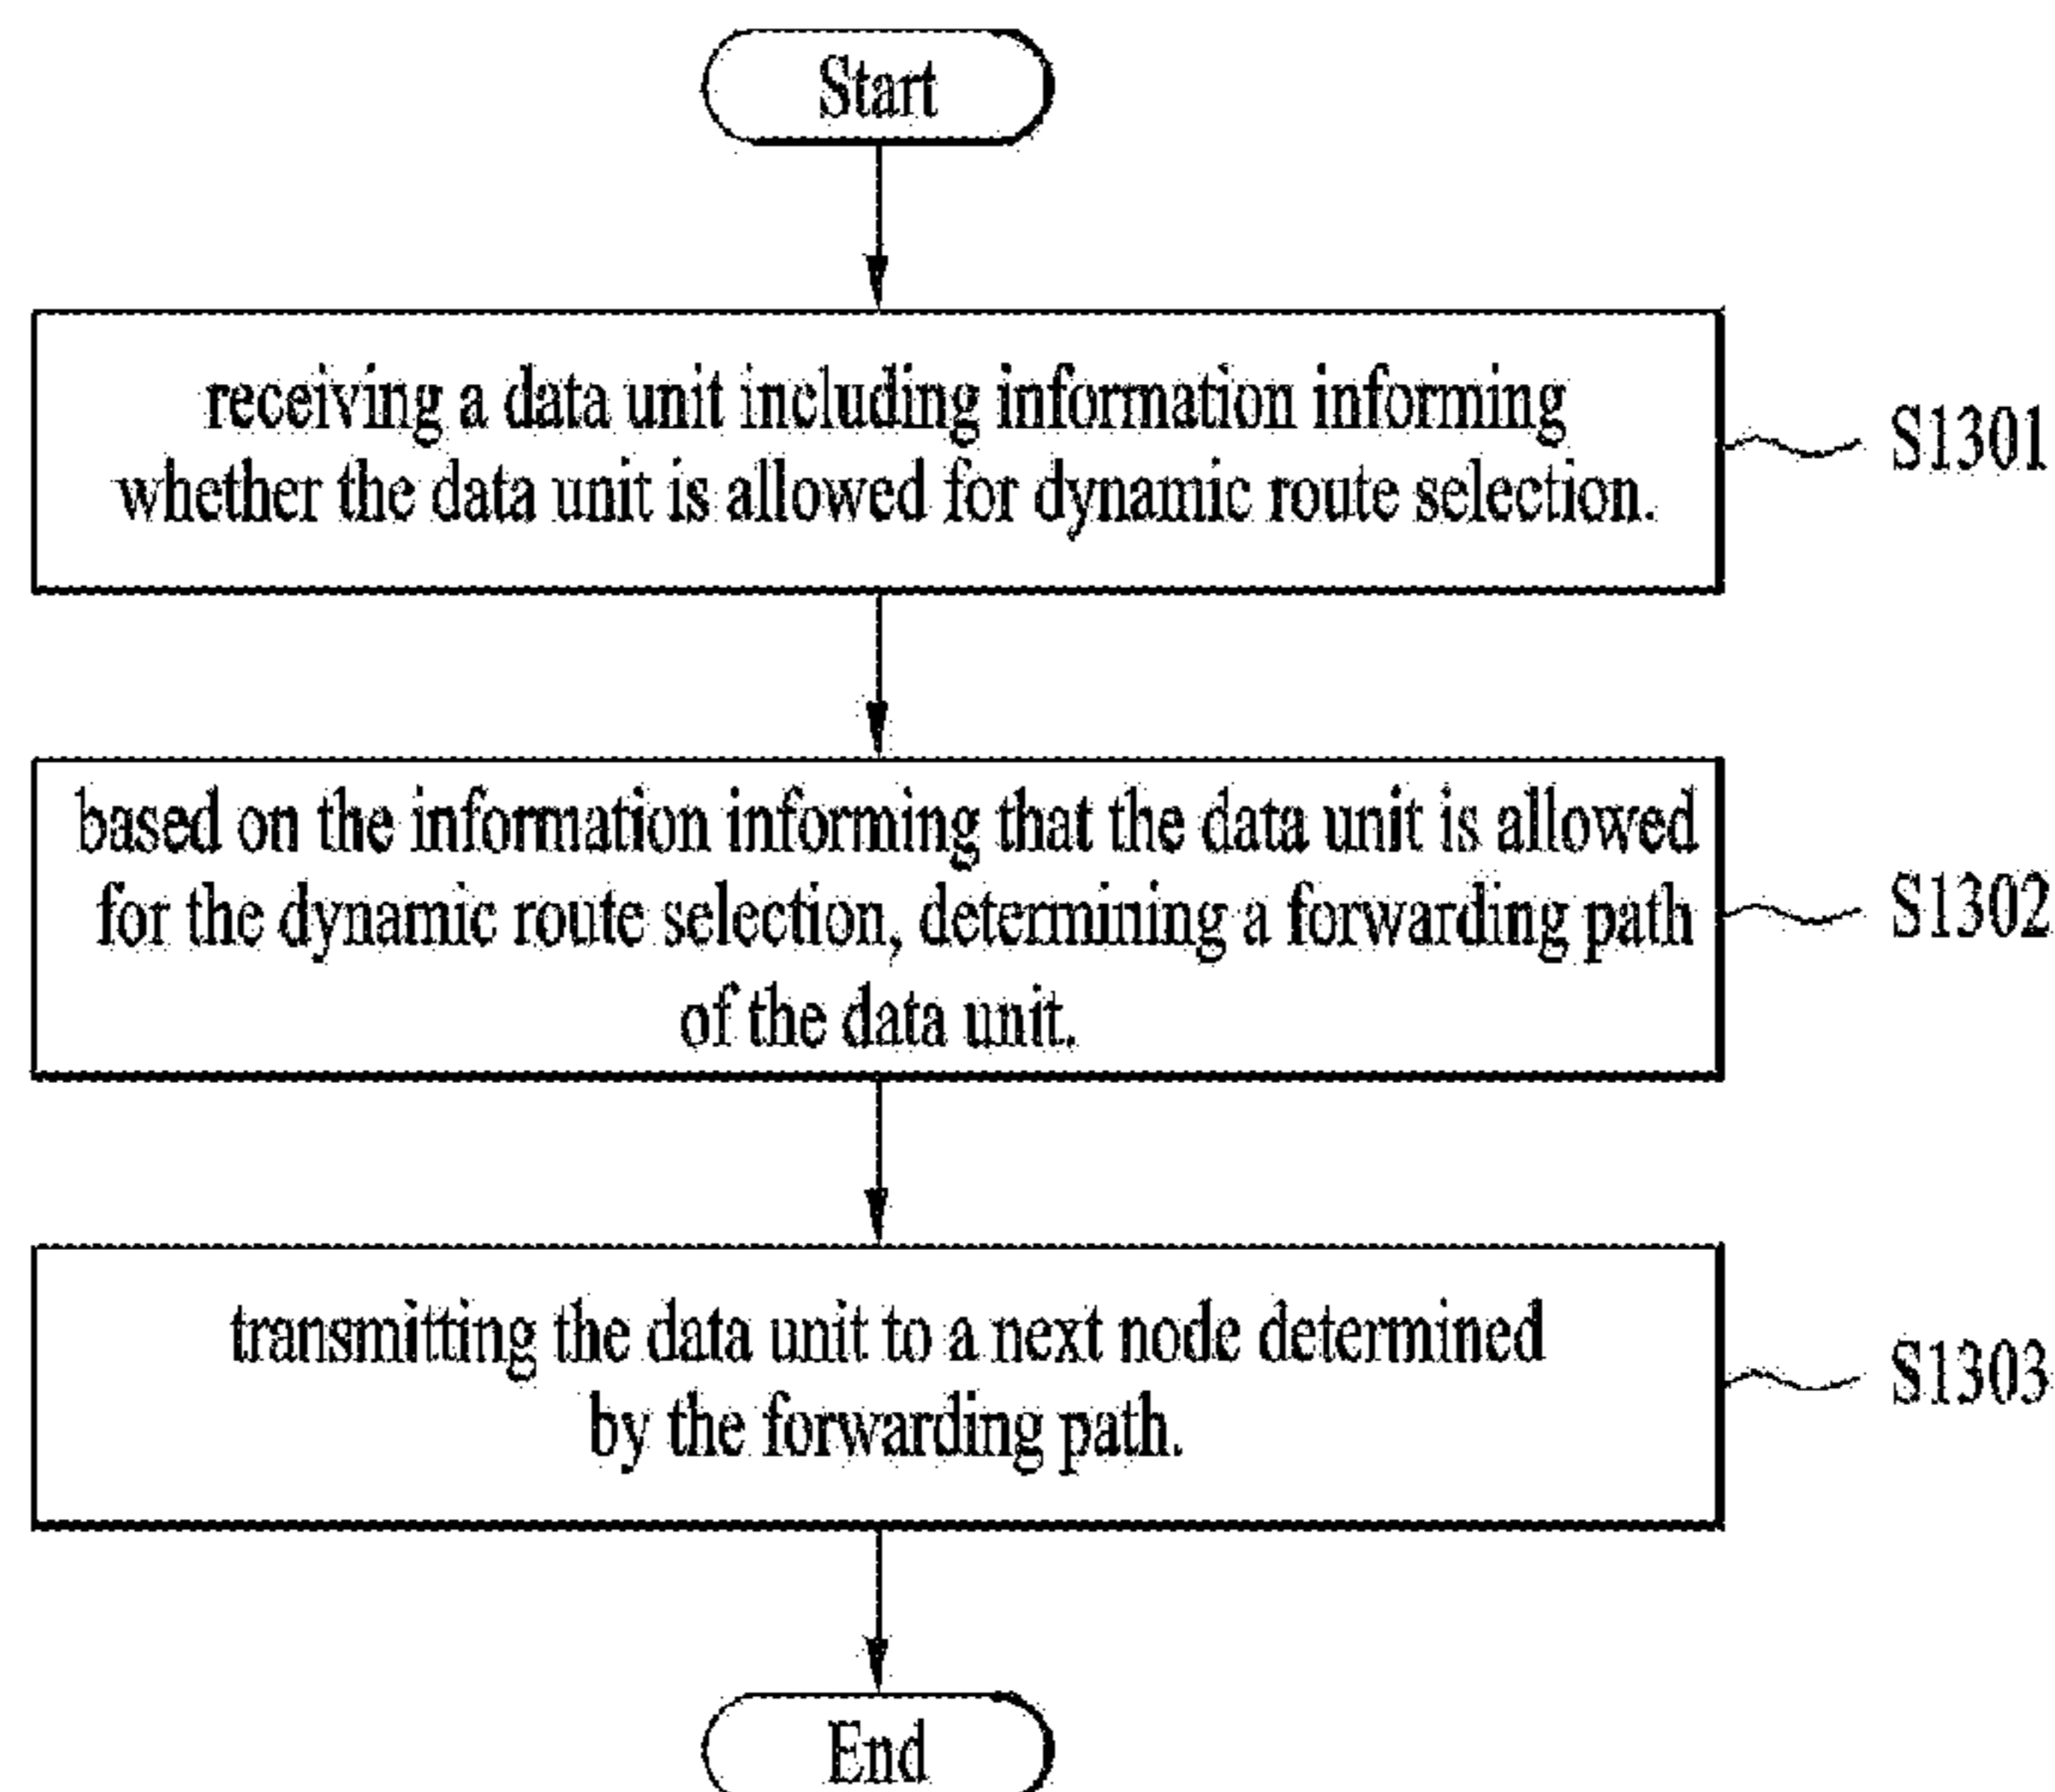 Start
receiving a data unit including information informing
whether the data unit is allowed for dynamic route selection.
S1301
based on the information informing that the data unit is allowed
for the dynamic route selection, determining a forwarding path
of the data unit.
S1302
transmitting the data unit to a next node determined
by the forwarding path.
S1303
End